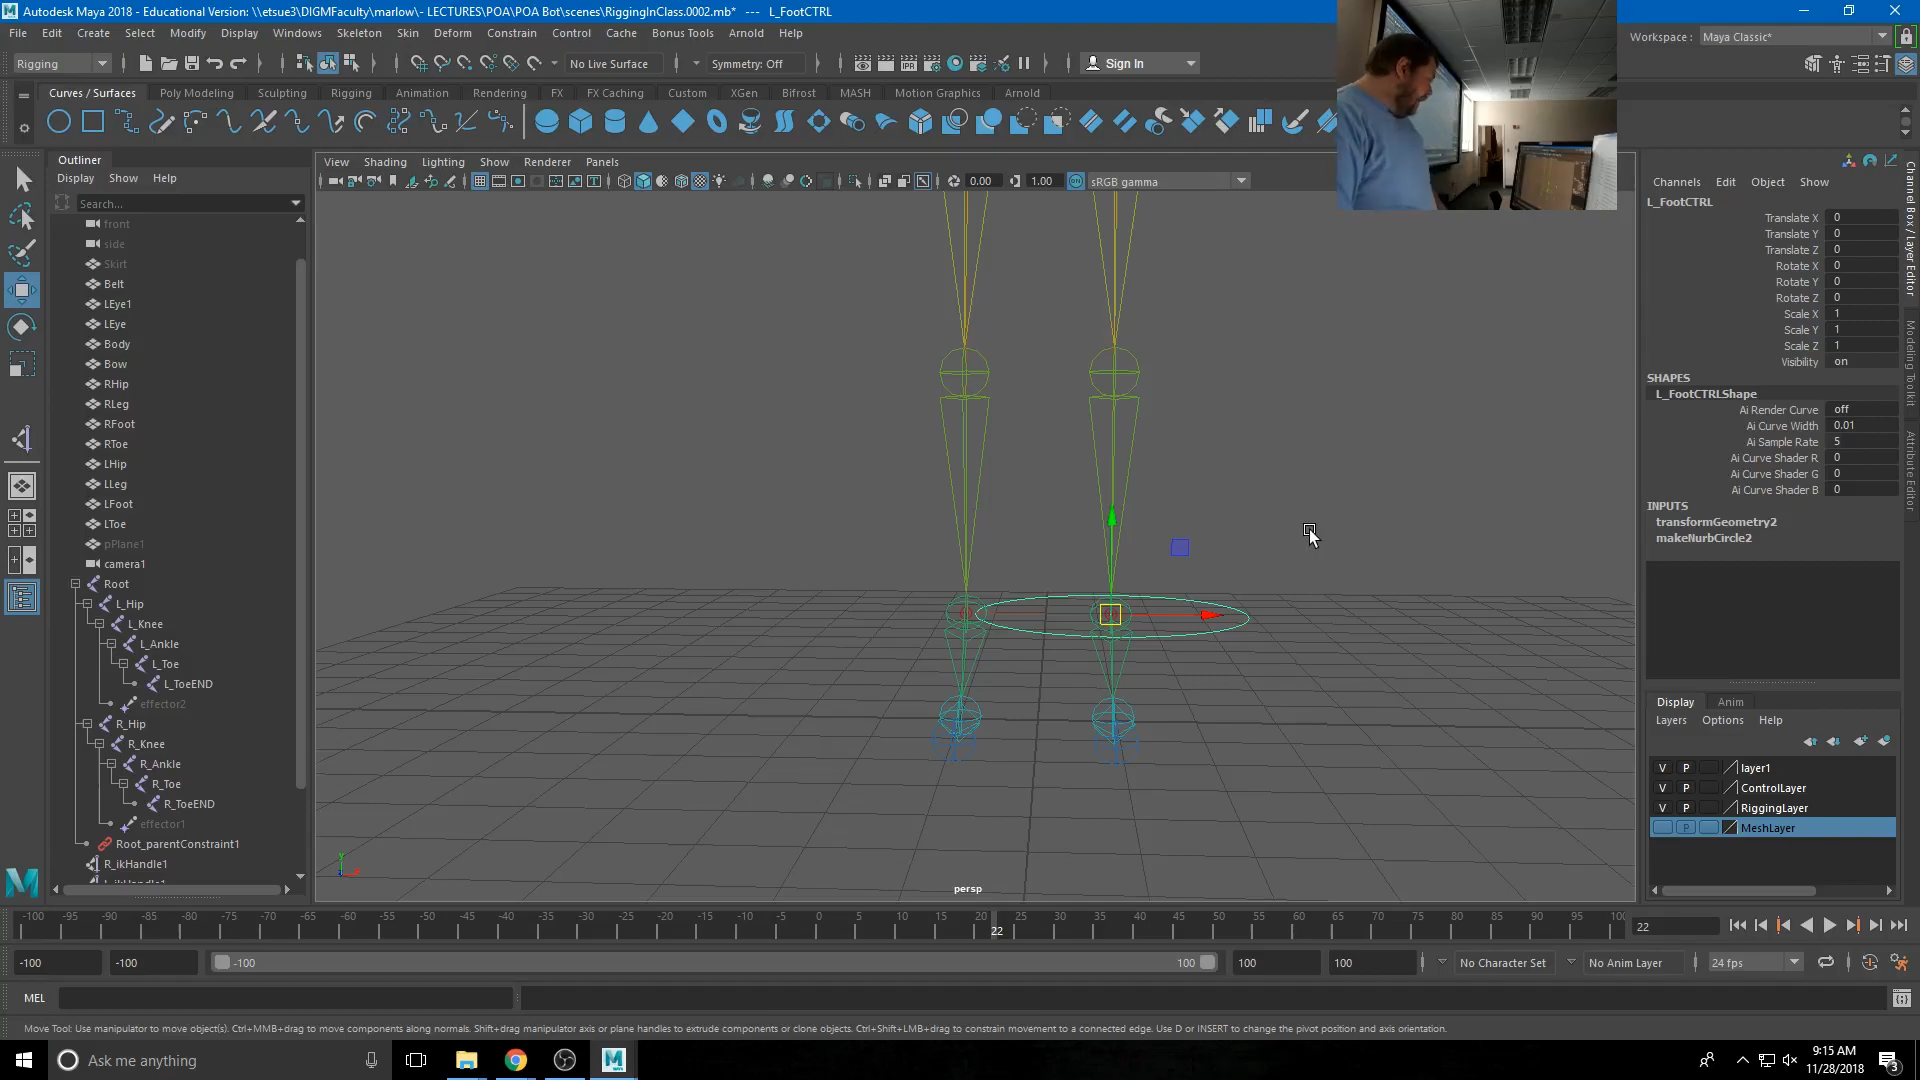 Autodesk Maya 2018 - Educational Version: \\etsue3\DIGMFaculty\marlow\- LECTURES\POA\POA Bot\scenes\RiggingInClass.0002.mb* --- L_FootCTRL
File Edit Create Select Modify Display Windows Skeleton Skin Deform Constrain Control Cache Bonus Tools Arnold Help
Workspace : Maya Classic*
Rigging
No Live Surface
Symmetry: Off
Sign In
Curves / Surfaces Poly Modeling Sculpting Rigging Animation Rendering FX FX Caching Custom XGen Bifrost MASH Motion Graphics Arnold
Outliner
Display Show Help
Search...
front
side
Skirt
Belt
LEye1
LEye
Body
Bow
RHip
RLeg
RFoot
RToe
LHip
LLeg
LFoot
LToe
pPlane1
camera1
Root
L_Hip
L_Knee
L_Ankle
L_Toe
L_ToeEND
effector2
R_Hip
R_Knee
R_Ankle
R_Toe
R_ToeEND
effector1
Root_parentConstraint1
R_ikHandle1
View Shading Lighting Show Renderer Panels
0.00
1.00
sRGB gamma
persp
Channels Edit Object Show
L_FootCTRL
Translate X 0
Translate Y 0
Translate Z 0
Rotate X 0
Rotate Y 0
Rotate Z 0
Scale X 1
Scale Y 1
Scale Z 1
Visibility on
SHAPES
L_FootCTRLShape
Ai Render Curve off
Ai Curve Width 0.01
Ai Sample Rate 5
Ai Curve Shader R 0
Ai Curve Shader G 0
Ai Curve Shader B 0
INPUTS
transformGeometry2
makeNurbCircle2
Display Anim
Layers Options Help
V P layer1
V P ControlLayer
V P RiggingLayer
P MeshLayer
Channel Box / Layer Editor
Modeling Toolkit
Attribute Editor
-100 -95 -90 -85 -80 -75 -70 -65 -60 -55 -50 -45 -40 -35 -30 -25 -20 -15 -10 -5 0 5 10 15 20 25 30 35 40 45 50 55 60 65 70 75 80 85 90 95 100
22
22
-100
-100
-100
100
100
100
No Character Set
No Anim Layer
24 fps
MEL
Move Tool: Use manipulator to move object(s). Ctrl+MMB+drag to move components along normals. Shift+drag manipulator axis or plane handles to extrude components or clone objects. Ctrl+Shift+LMB+drag to constrain movement to a connected edge. Use D or INSERT to change the pivot position and axis orientation.
Ask me anything
9:15 AM
11/28/2018
3